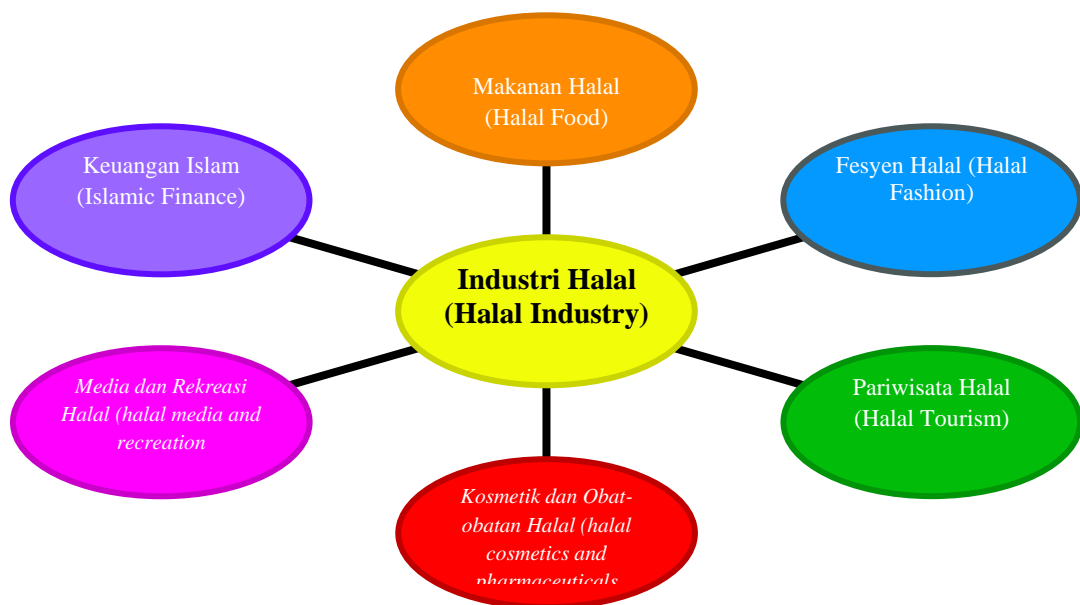 Makanan Halal
(Halal Food)
Keuangan Islam
(Islamic Finance)
Fesyen Halal (Halal
Fashion)
Industri Halal
(Halal Industry)
Media dan Rekreasi
Halal (halal media and
recreation
Pariwisata Halal
(Halal Tourism)
Kosmetik dan Obat-
obatan Halal (halal
cosmetics and
pharmaceuticals